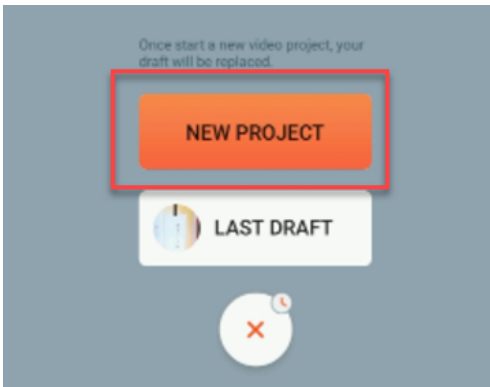 Once start a new video project, your
draft will be replaced.
NEW PROJECT
LAST DRAFT